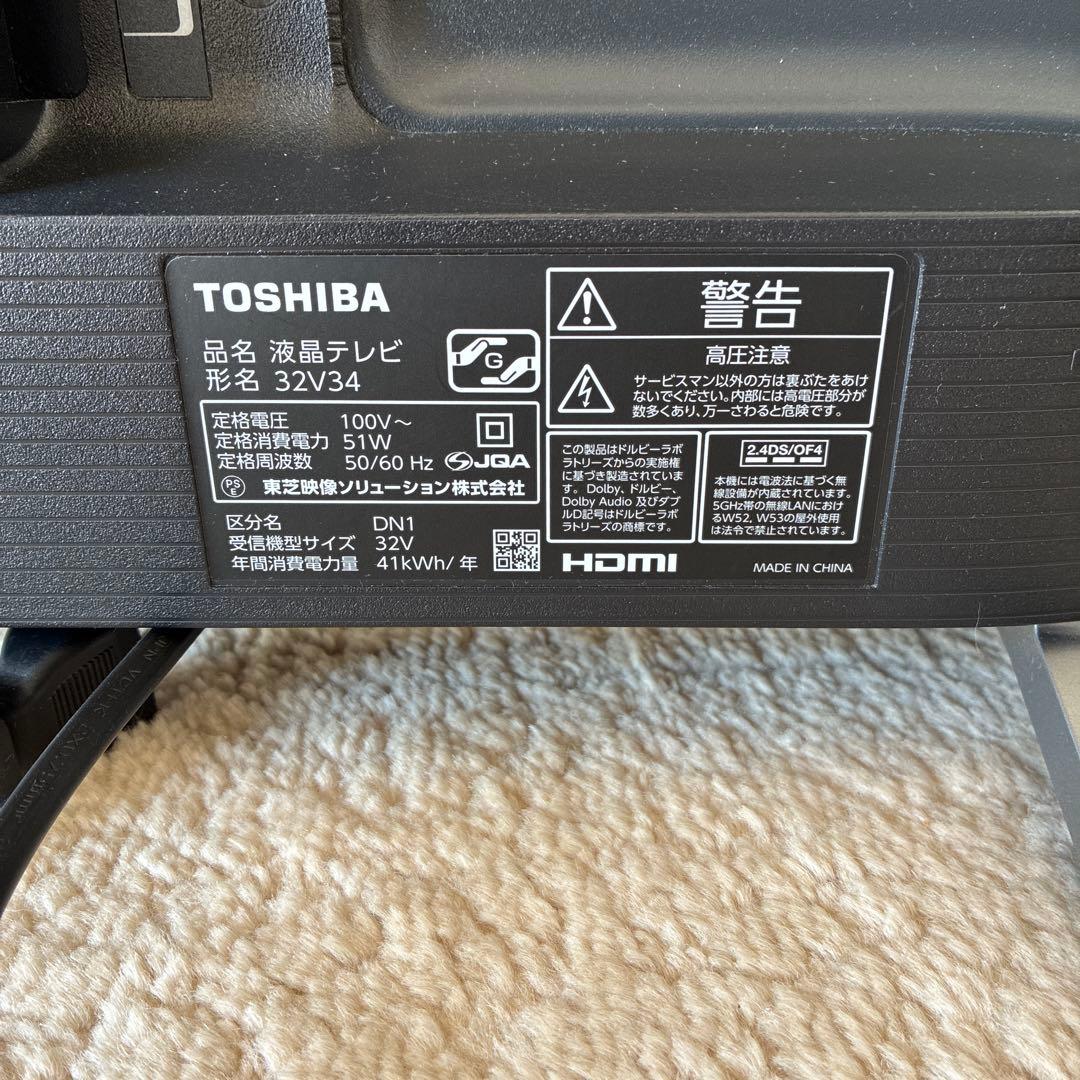 TOSHIBA
品名 液晶テレビ
形名 32V34
G
定格電圧 100V～
定格消費電力 51W
定格周波数 50/60 Hz
JQA
PS
E
東芝映像ソリューション株式会社
区分名 DN1
受信機型サイズ 32V
年間消費電力量 41kWh/年
警告
高圧注意
サービスマン以外の方は裏ぶたをあけ
ないでください。内部には高電圧部分が
数多くあり、万一さわると危険です。
この製品はドルビーラボ
ラトリーズからの実施権
に基づき製造されていま
す。Dolby、ドルビー、
Dolby Audio 及びダブ
ルD記号はドルビーラボ
ラトリーズの商標です。
2.4DS/OF4
本機には電波法に基づく無
線設備が内蔵されています。
5GHz帯の無線LANにおけ
るW52、W53の屋外使用
は法令で禁止されています。
HDMI
MADE IN CHINA